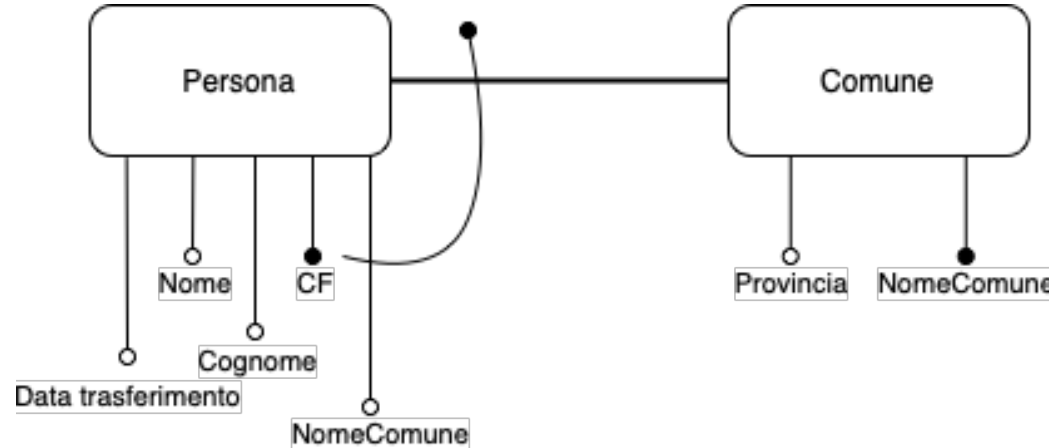 Persona
Comune
Nome
CF
Provincia
NomeComune
Cognome
Data trasferimento
NomeComune